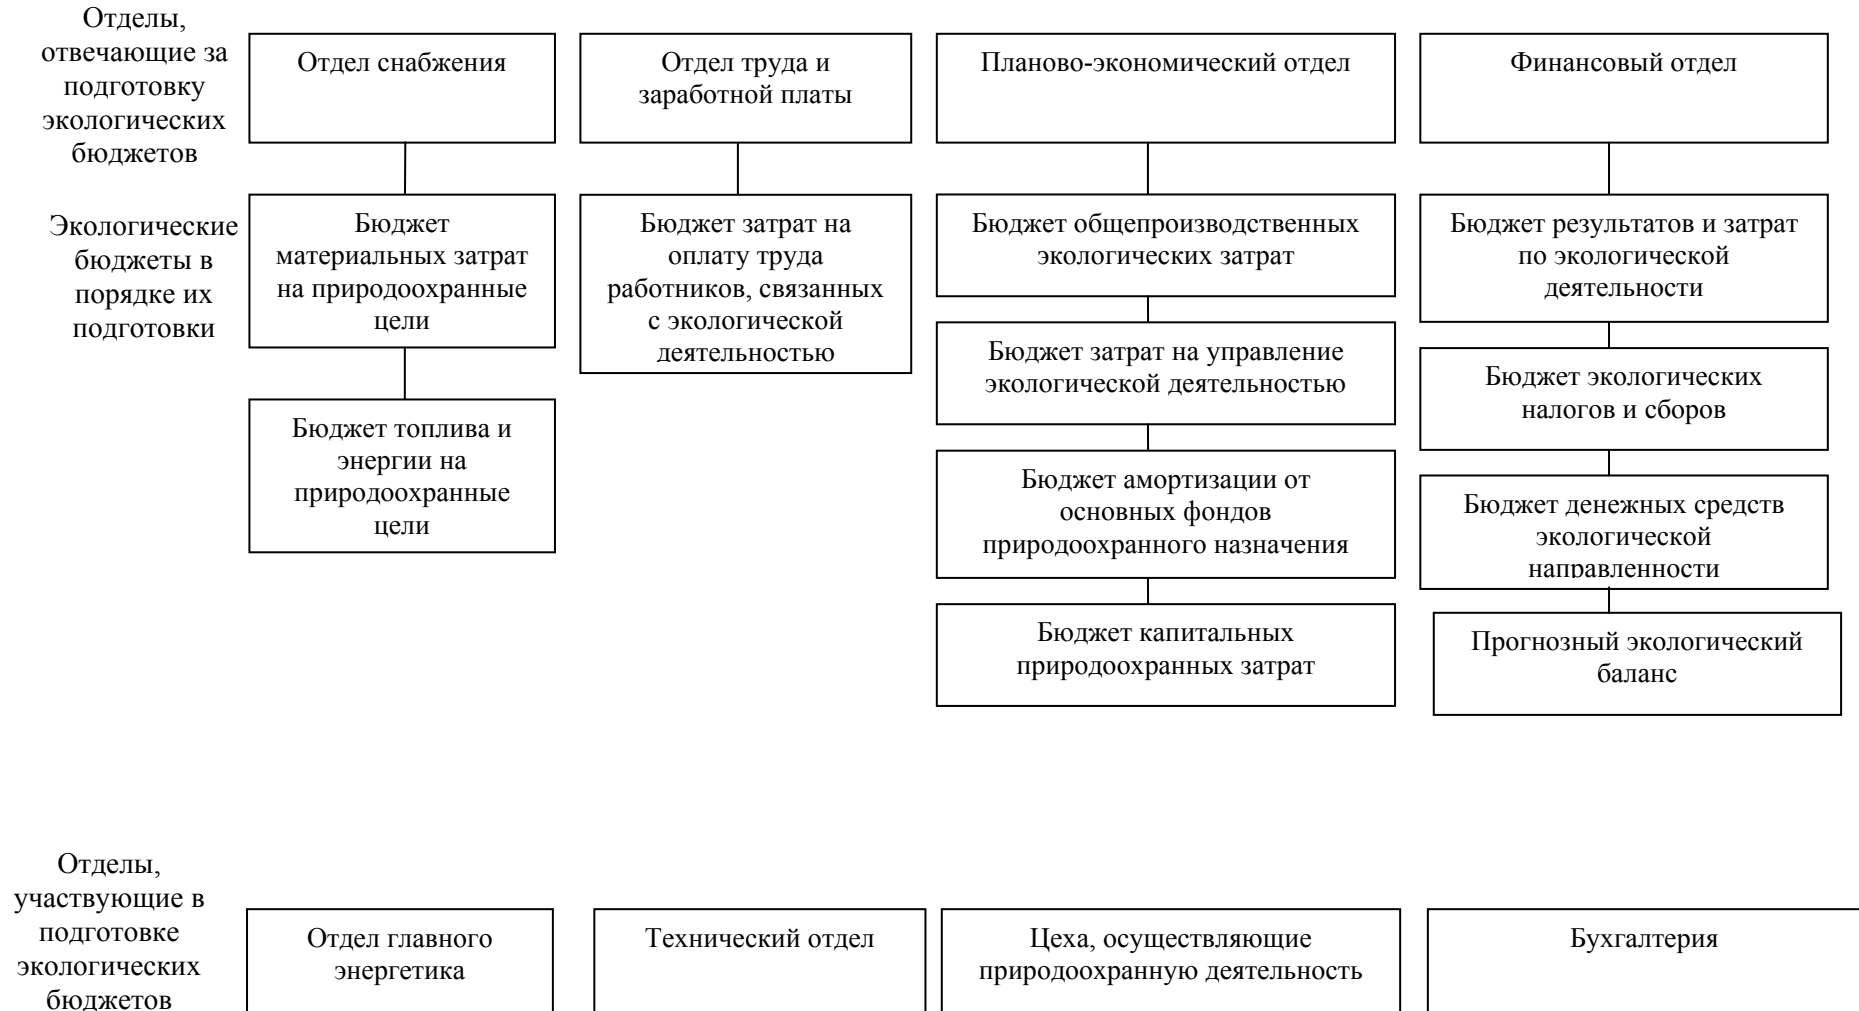 Отделы,
отвечающие за
подготовку
экологических
бюджетов
Отдел снабжения
Отдел труда и
заработной платы
Планово-экономический отдел
Финансовый отдел
Экологические
бюджеты в
порядке их
подготовки
Бюджет
материальных затрат
на природоохранные
цели
Бюджет топлива и
энергии на
природоохранные
цели
Бюджет затрат на
оплату труда
работников, связанных
с экологической
деятельностью
Бюджет общепроизводственных
экологических затрат
Бюджет затрат на управление
экологической деятельностью
Бюджет амортизации от
основных фондов
природоохранного назначения
Бюджет капитальных
природоохранных затрат
Бюджет результатов и затрат
по экологической
деятельности
Бюджет экологических
налогов и сборов
Бюджет денежных средств
экологической
направленности
Прогнозный экологический
баланс
Отделы,
участвующие в
подготовке
экологических
бюджетов
Отдел главного
энергетика
Технический отдел
Цеха, осуществляющие
природоохранную деятельность
Бухгалтерия